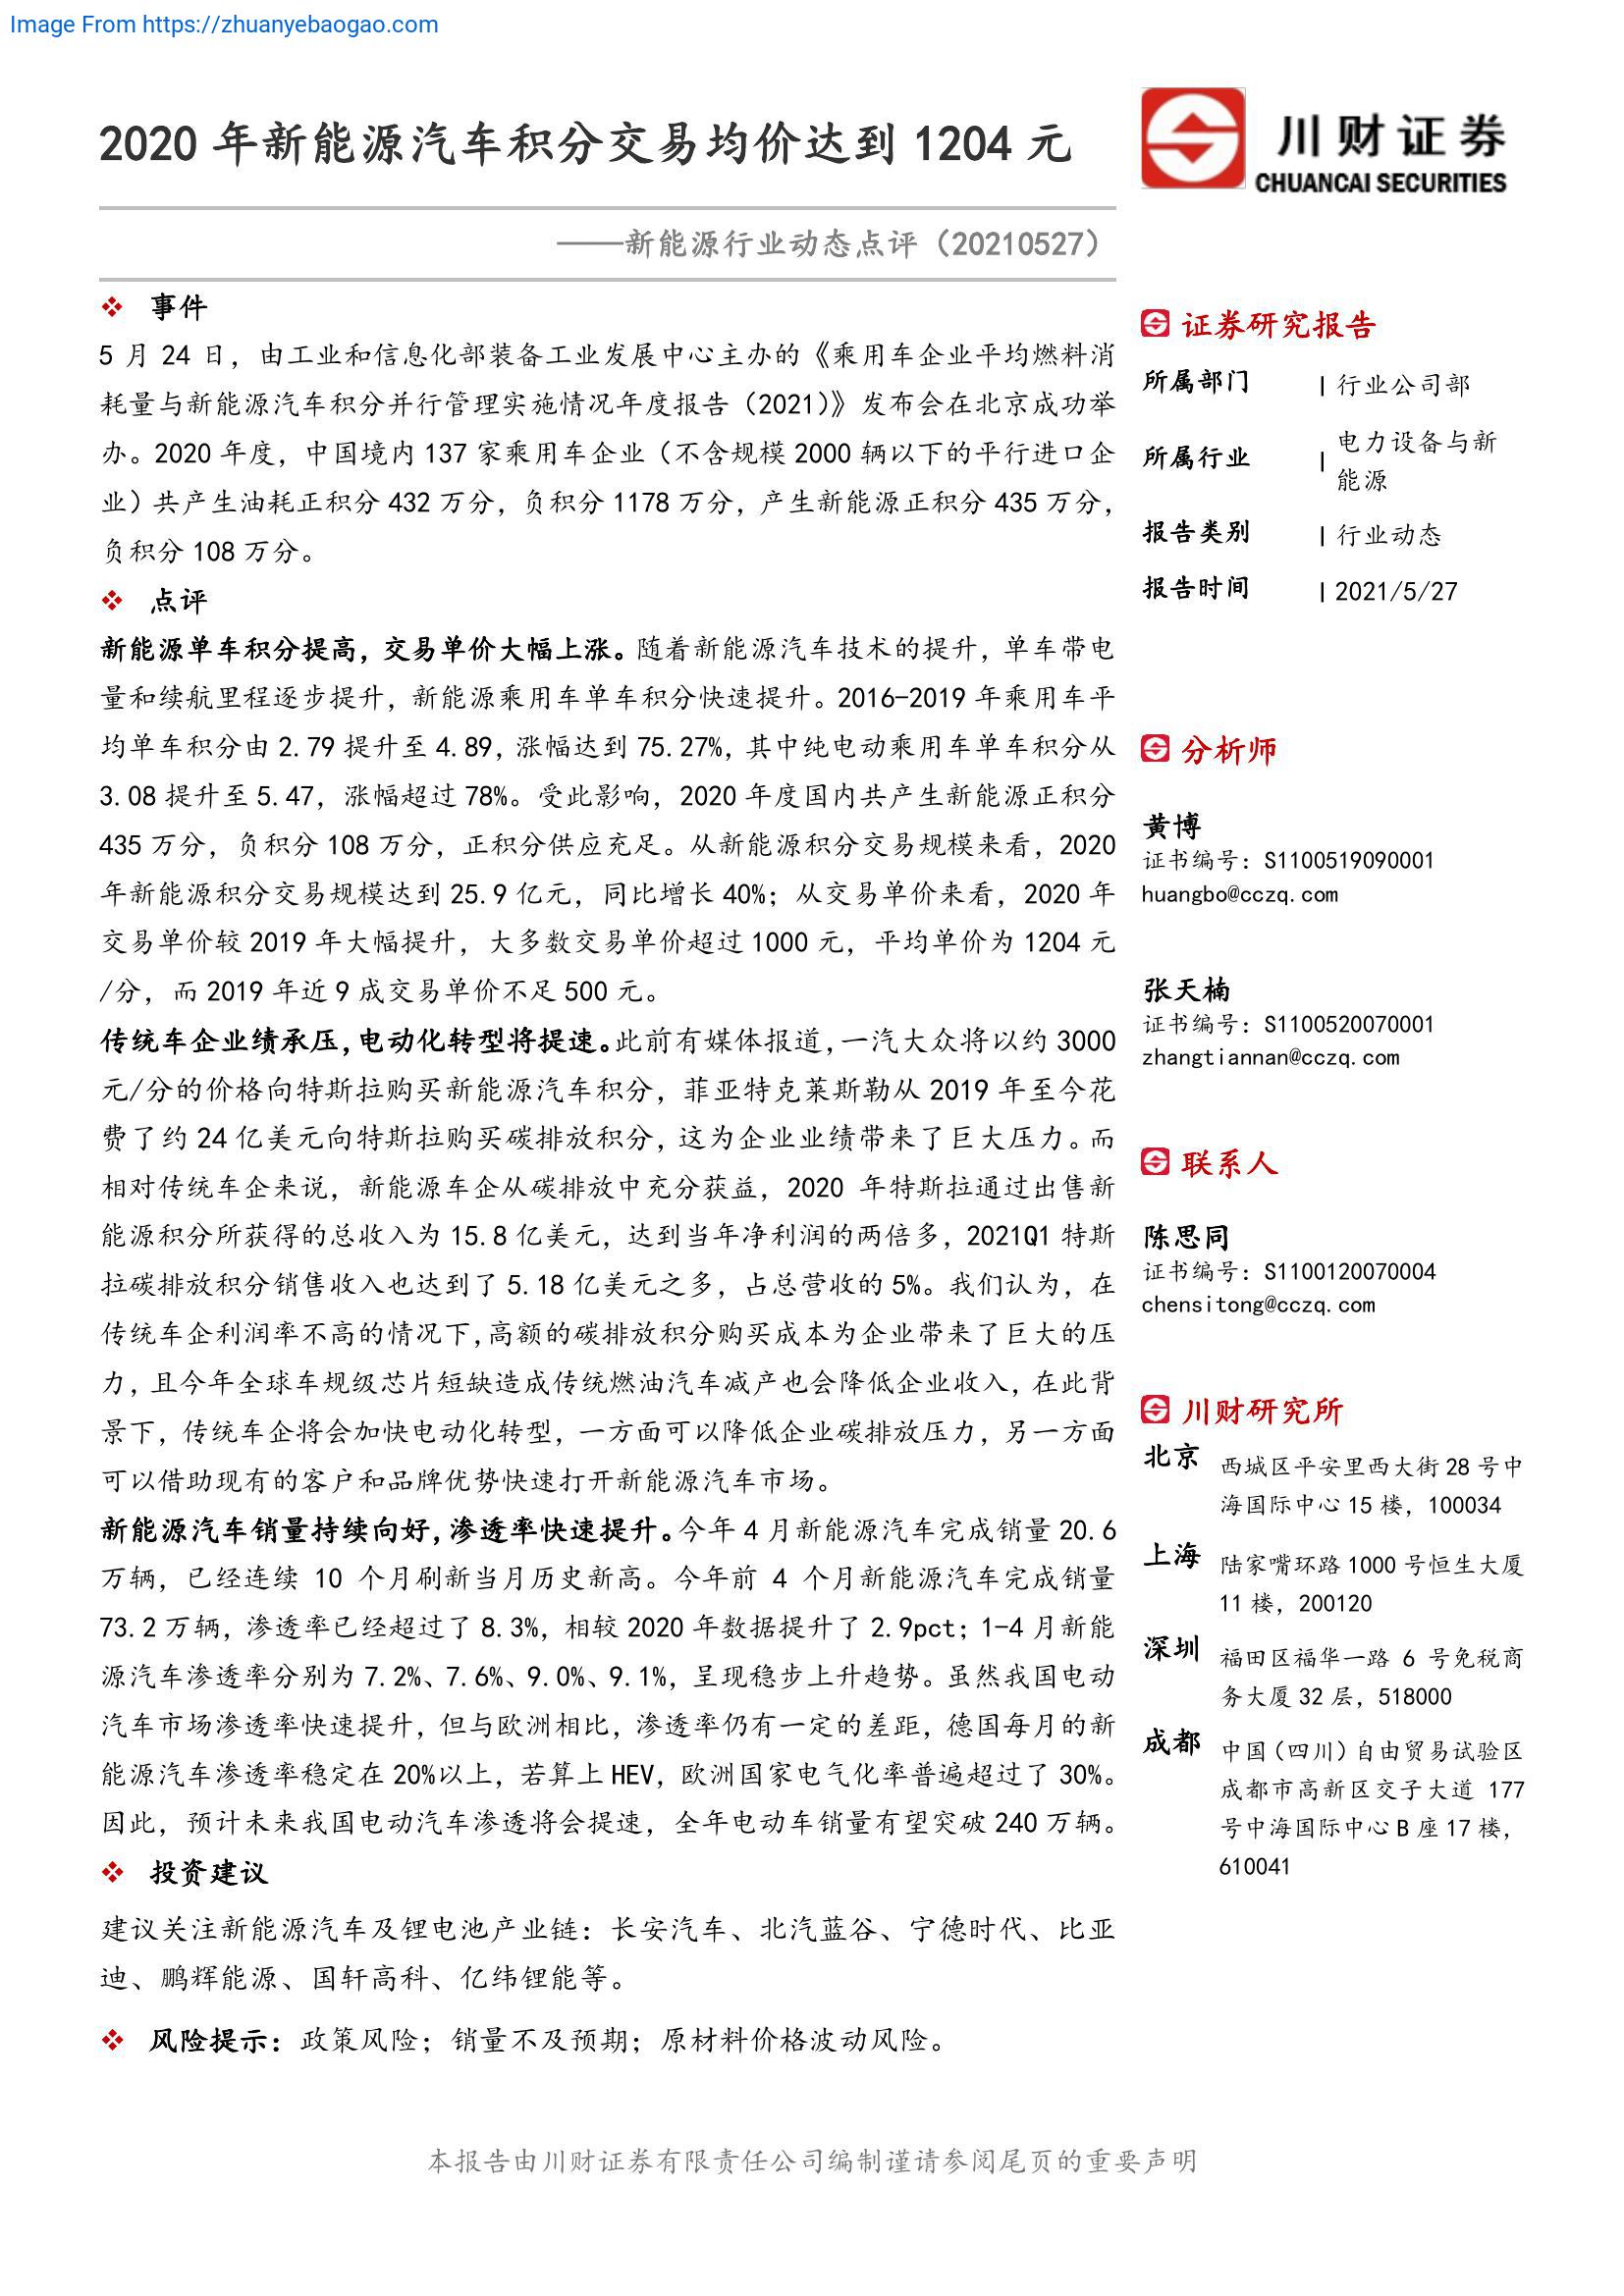 Image From https://zhuanyebaogao.com
2020 年新能源汽车积分交易均价达到 1204 元
川财证券
CHUANCAI SECURITIES
——新能源行业动态点评（20210527）
❖ 事件
5 月 24 日，由工业和信息化部装备工业发展中心主办的《乘用车企业平均燃料消
耗量与新能源汽车积分并行管理实施情况年度报告（2021）》发布会在北京成功举
办。2020 年度，中国境内 137 家乘用车企业（不含规模 2000 辆以下的平行进口企
业）共产生油耗正积分 432 万分，负积分 1178 万分，产生新能源正积分 435 万分，
负积分 108 万分。
❖ 点评
新能源单车积分提高，交易单价大幅上涨。随着新能源汽车技术的提升，单车带电
量和续航里程逐步提升，新能源乘用车单车积分快速提升。2016-2019 年乘用车平
均单车积分由 2.79 提升至 4.89，涨幅达到 75.27%，其中纯电动乘用车单车积分从
3.08 提升至 5.47，涨幅超过 78%。受此影响，2020 年度国内共产生新能源正积分
435 万分，负积分 108 万分，正积分供应充足。从新能源积分交易规模来看，2020
年新能源积分交易规模达到 25.9 亿元，同比增长 40%；从交易单价来看，2020 年
交易单价较 2019 年大幅提升，大多数交易单价超过 1000 元，平均单价为 1204 元
/分，而 2019 年近 9 成交易单价不足 500 元。
传统车企业绩承压，电动化转型将提速。此前有媒体报道，一汽大众将以约 3000
元/分的价格向特斯拉购买新能源汽车积分，菲亚特克莱斯勒从 2019 年至今花
费了约 24 亿美元向特斯拉购买碳排放积分，这为企业业绩带来了巨大压力。而
相对传统车企来说，新能源车企从碳排放中充分获益，2020 年特斯拉通过出售新
能源积分所获得的总收入为 15.8 亿美元，达到当年净利润的两倍多，2021Q1 特斯
拉碳排放积分销售收入也达到了 5.18 亿美元之多，占总营收的 5%。我们认为，在
传统车企利润率不高的情况下，高额的碳排放积分购买成本为企业带来了巨大的压
力，且今年全球车规级芯片短缺造成传统燃油汽车减产也会降低企业收入，在此背
景下，传统车企将会加快电动化转型，一方面可以降低企业碳排放压力，另一方面
可以借助现有的客户和品牌优势快速打开新能源汽车市场。
新能源汽车销量持续向好，渗透率快速提升。今年 4 月新能源汽车完成销量 20.6
万辆，已经连续 10 个月刷新当月历史新高。今年前 4 个月新能源汽车完成销量
73.2 万辆，渗透率已经超过了 8.3%，相较 2020 年数据提升了 2.9pct；1-4 月新能
源汽车渗透率分别为 7.2%、7.6%、9.0%、9.1%，呈现稳步上升趋势。虽然我国电动
汽车市场渗透率快速提升，但与欧洲相比，渗透率仍有一定的差距，德国每月的新
能源汽车渗透率稳定在 20%以上，若算上 HEV，欧洲国家电气化率普遍超过了 30%。
因此，预计未来我国电动汽车渗透将会提速，全年电动车销量有望突破 240 万辆。
❖ 投资建议
建议关注新能源汽车及锂电池产业链：长安汽车、北汽蓝谷、宁德时代、比亚
迪、鹏辉能源、国轩高科、亿纬锂能等。
❖ 风险提示：政策风险；销量不及预期；原材料价格波动风险。
证券研究报告
所属部门 | 行业公司部
所属行业 | 电力设备与新
能源
报告类别 | 行业动态
报告时间 | 2021/5/27
分析师
黄博
证书编号：S1100519090001
huangbo@cczq.com
张天楠
证书编号：S1100520070001
zhangtiannan@cczq.com
联系人
陈思同
证书编号：S1100120070004
chensitong@cczq.com
川财研究所
北京 西城区平安里西大街 28 号中
海国际中心 15 楼，100034
上海 陆家嘴环路 1000 号恒生大厦
11 楼，200120
深圳 福田区福华一路 6 号免税商
务大厦 32 层，518000
成都 中国（四川）自由贸易试验区
成都市高新区交子大道 177
号中海国际中心 B 座 17 楼，
610041
本报告由川财证券有限责任公司编制谨请参阅尾页的重要声明